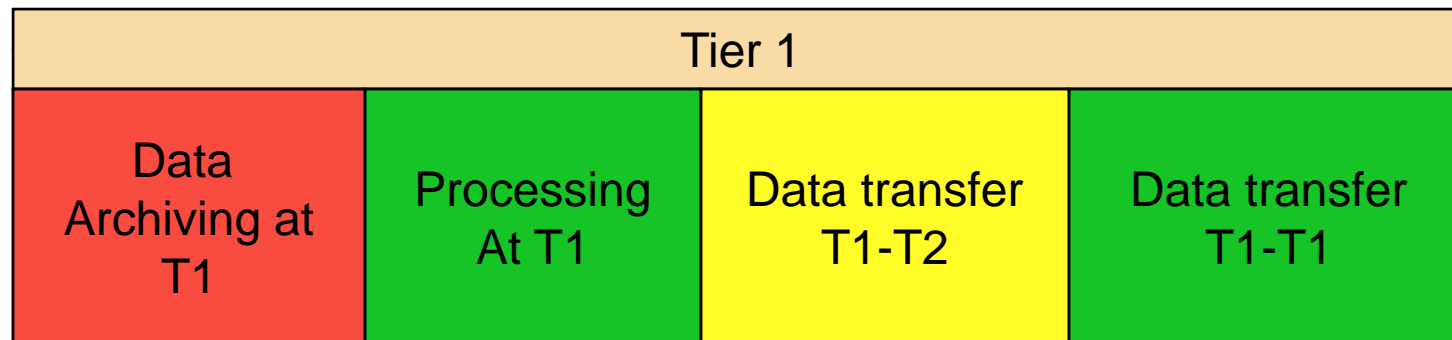 Tier 1
Data
Archiving at
T1
Processing
At T1
Data transfer
T1-T2
Data transfer
T1-T1